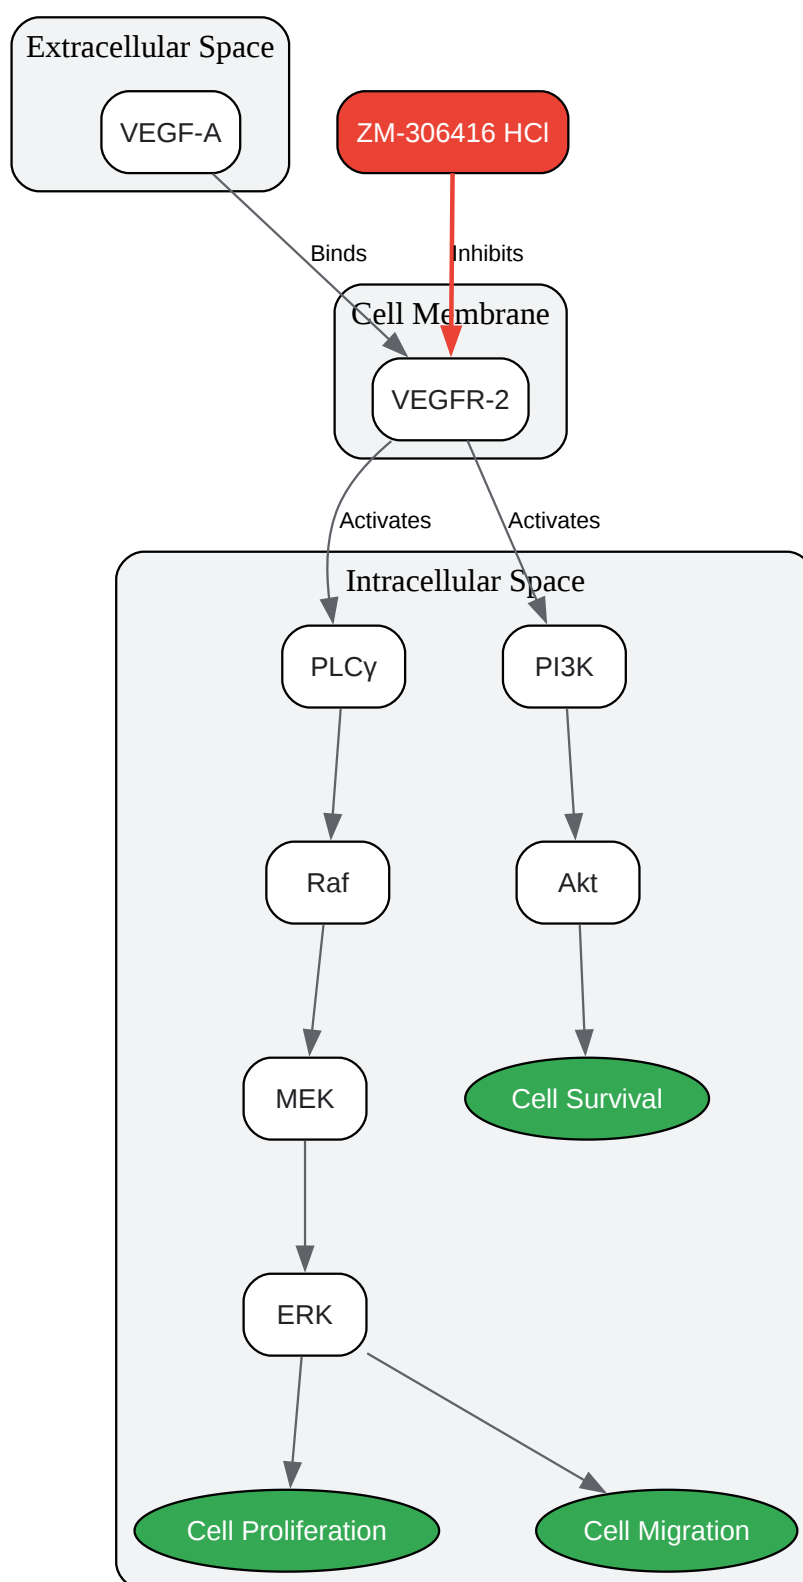 Extracellular Space
VEGF-A
ZM-306416 HCl
Binds
Inhibits
Cell Membrane
VEGFR-2
Activates
Activates
Intracellular Space
PLCγ
PI3K
Raf
Akt
MEK
Cell Survival
ERK
Cell Proliferation
Cell Migration